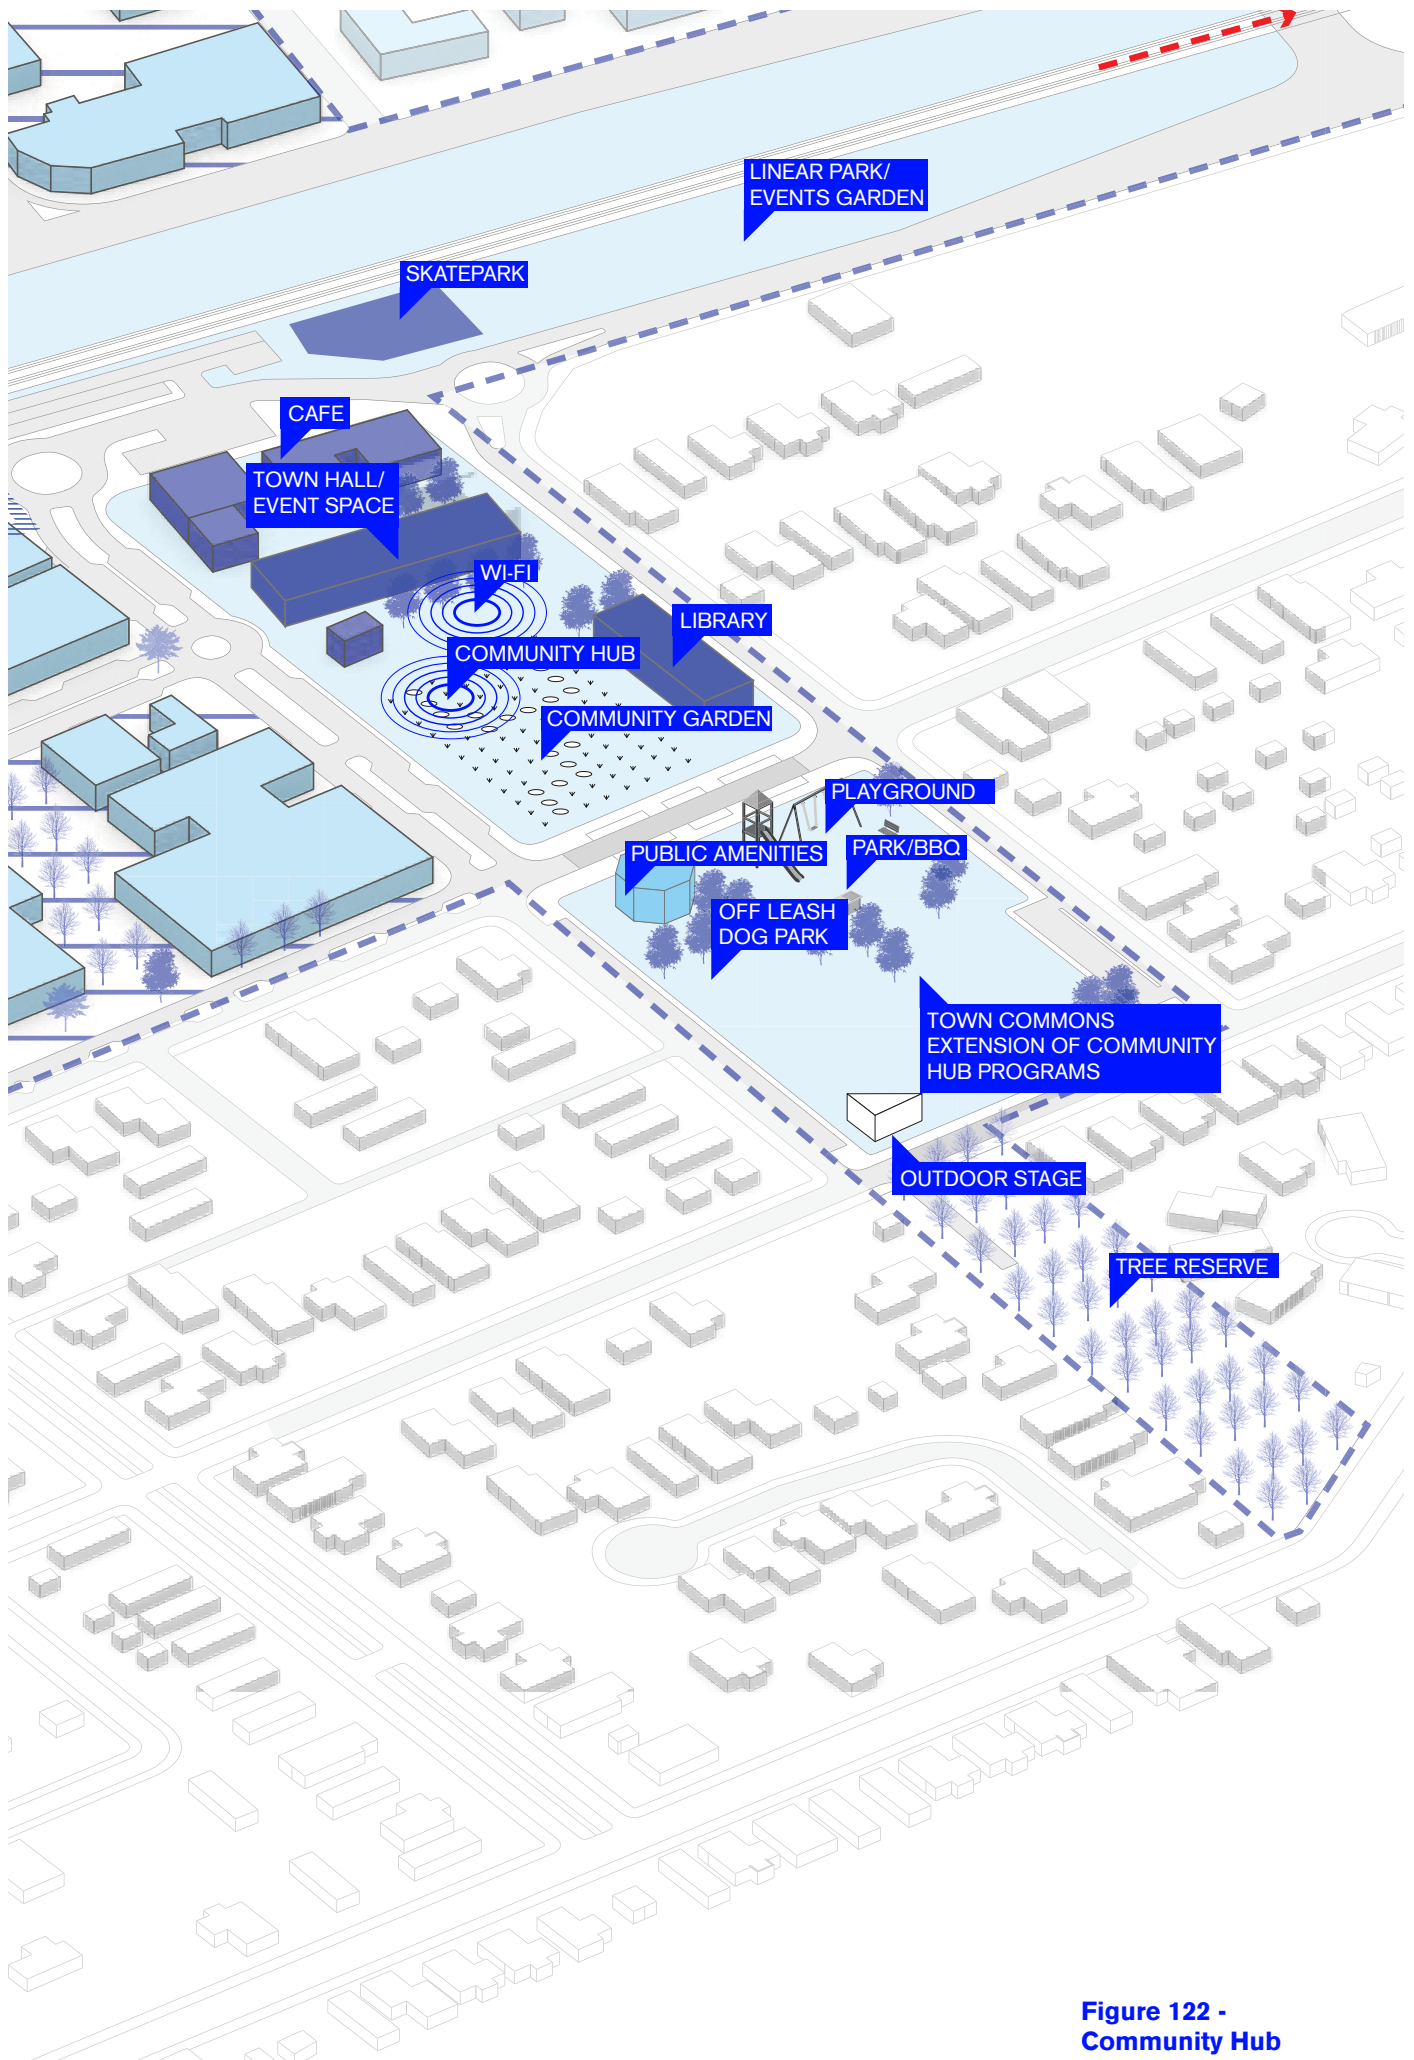 LINEAR PARK/
EVENTS GARDEN
SKATEPARK
CAFE
TOWN HALL/
EVENT SPACE
WI-FI
LIBRARY
COMMUNITY HUB
COMMUNITY GARDEN
PLAYGROUND
PUBLIC AMENITIES
PARK/BBQ
OFF LEASH
DOG PARK
TOWN COMMONS
EXTENSION OF COMMUNITY
HUB PROGRAMS
OUTDOOR STAGE
TREE RESERVE
Figure 122 -
Community Hub